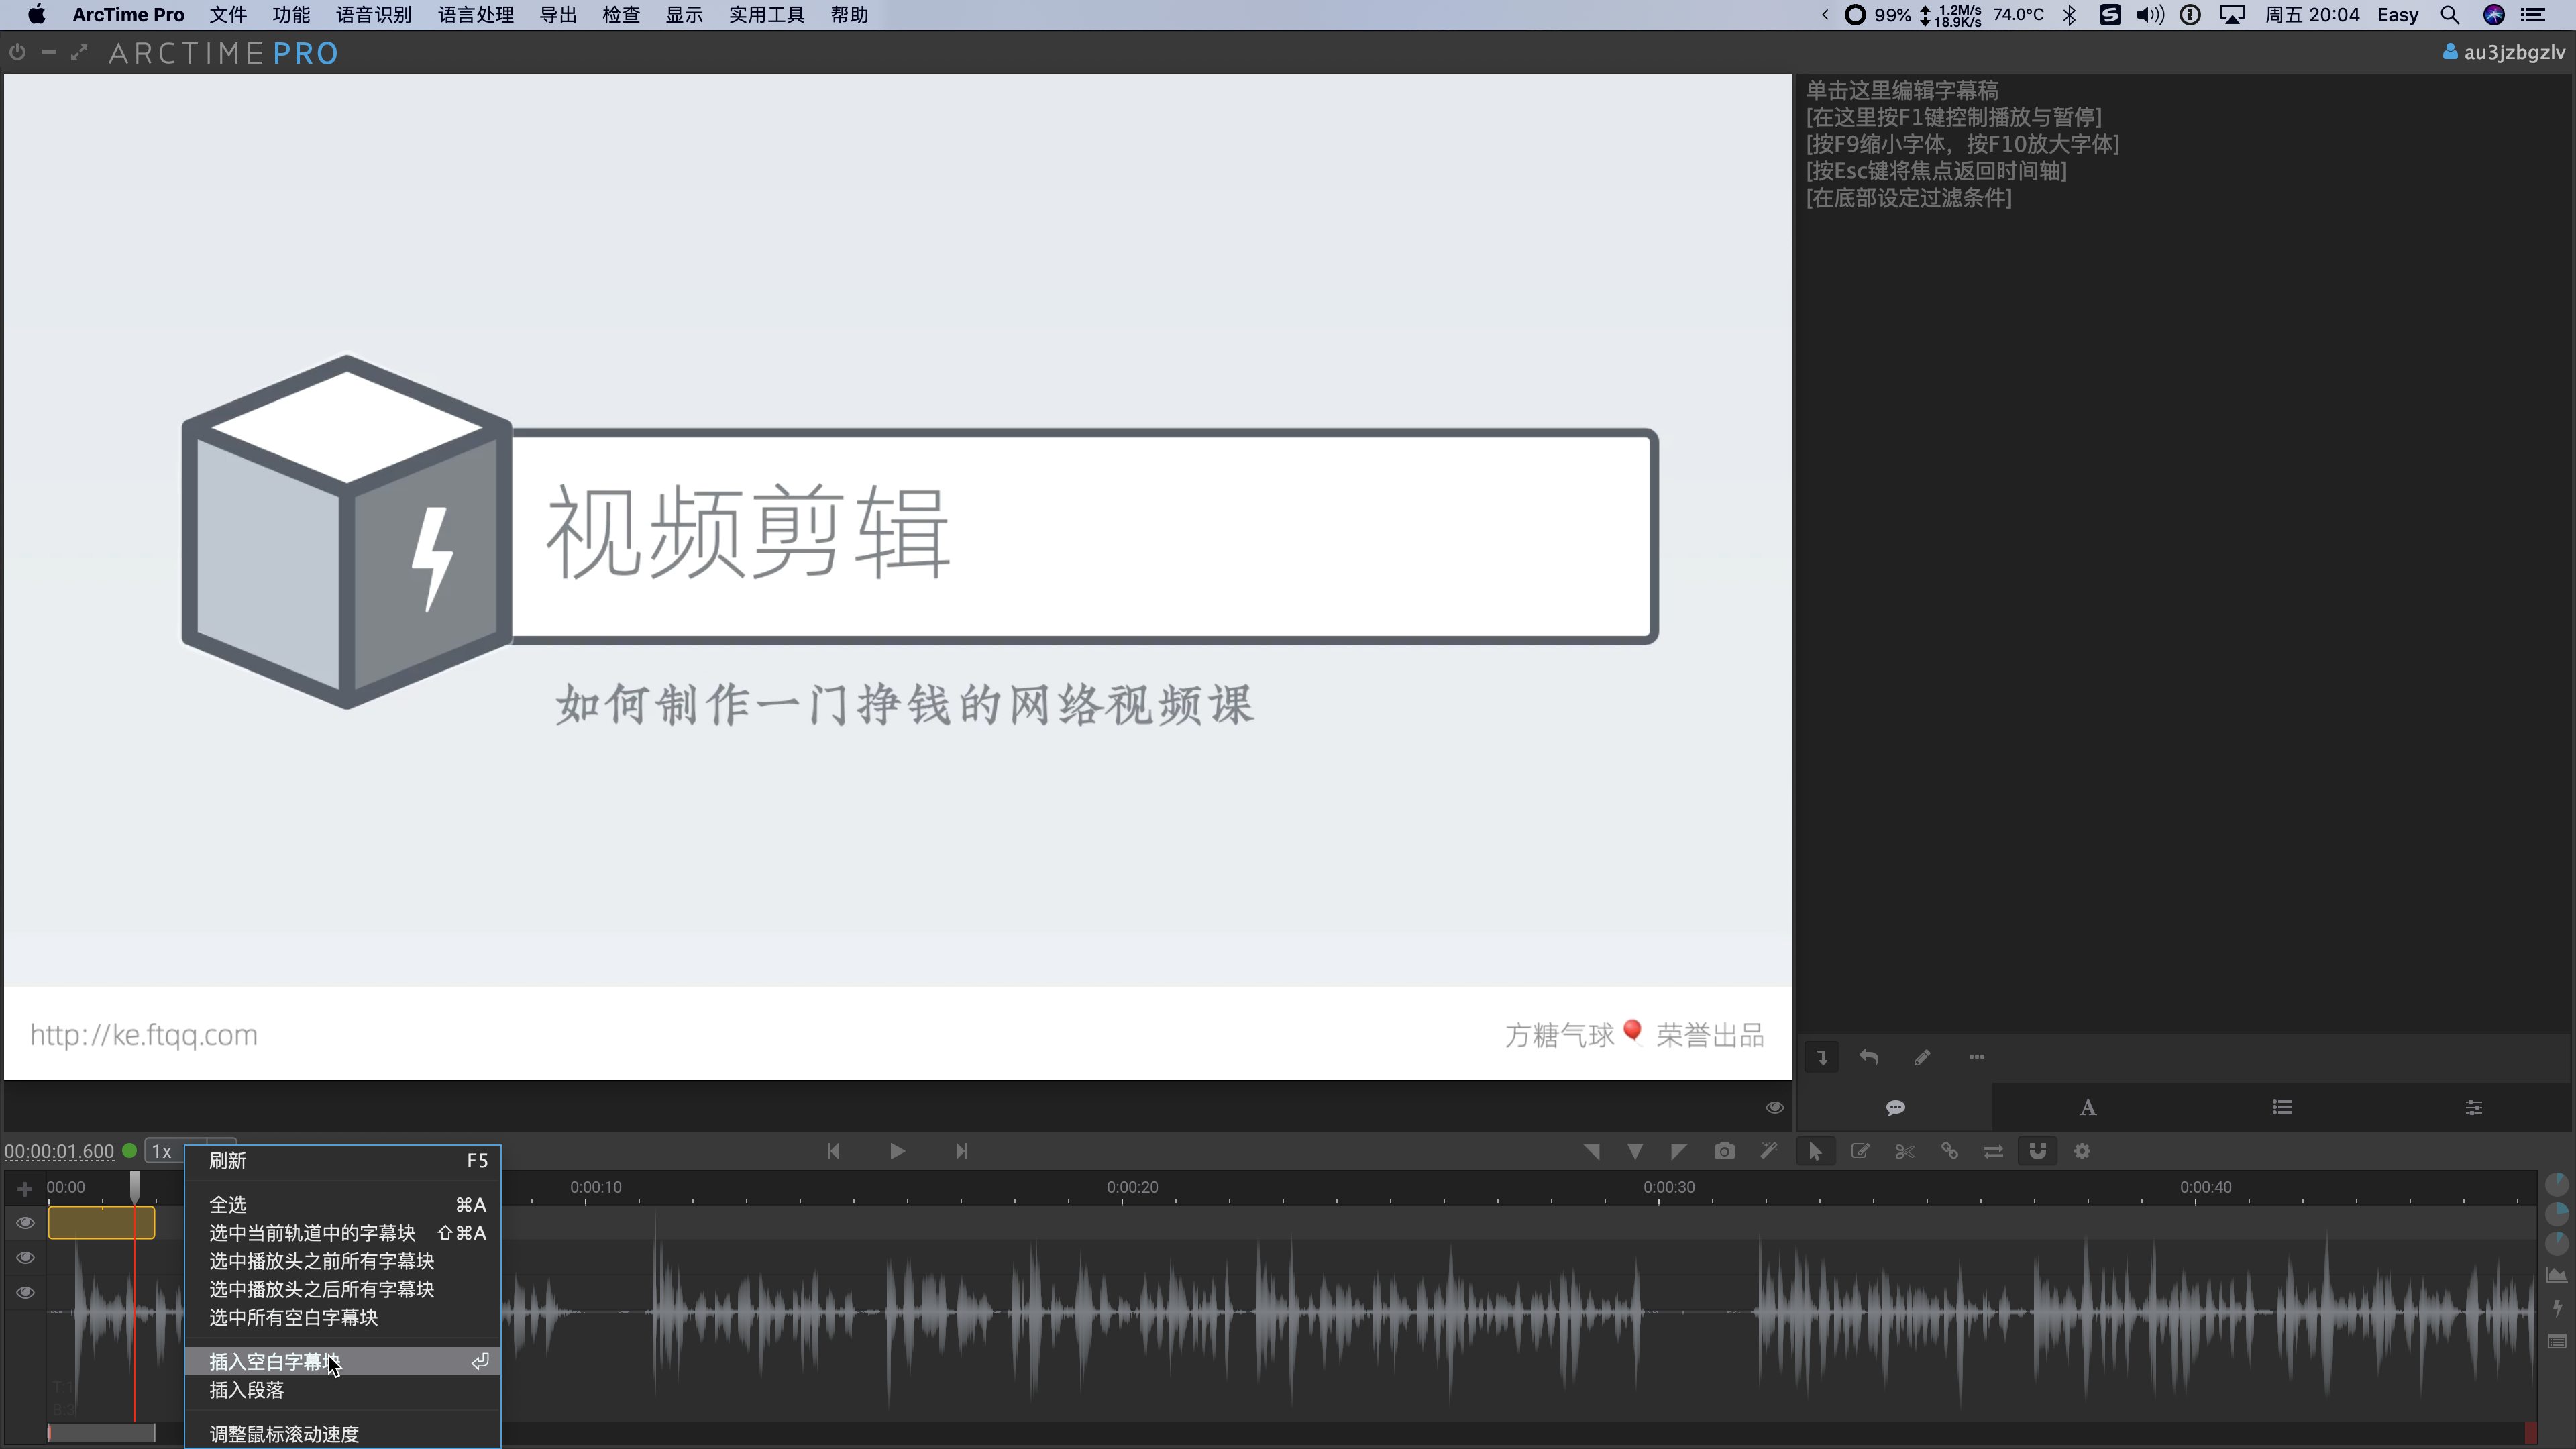 ArcTime Pro 文件 功能 语音识别 语言处理 导出 检查 显示 实用工具 帮助
99% 1.2M/s 18.9K/s 74.0°C 周五 20:04 Easy
ARCTIME PRO
au3jzbgzlv
单击这里编辑字幕稿
[在这里按F1键控制播放与暂停]
[按F9缩小字体，按F10放大字体]
[按Esc键将焦点返回时间轴]
[在底部设定过滤条件]
视频剪辑
如何制作一门挣钱的网络视频课
http://ke.ftqq.com
方糖气球🎈 荣誉出品
00:00:01.600 1x
00:00 0:00:10 0:00:20 0:00:30 0:00:40
刷新 F5
全选 ⌘A
选中当前轨道中的字幕块 ⇧⌘A
选中播放头之前所有字幕块
选中播放头之后所有字幕块
选中所有空白字幕块
插入空白字幕块
插入段落
调整鼠标滚动速度